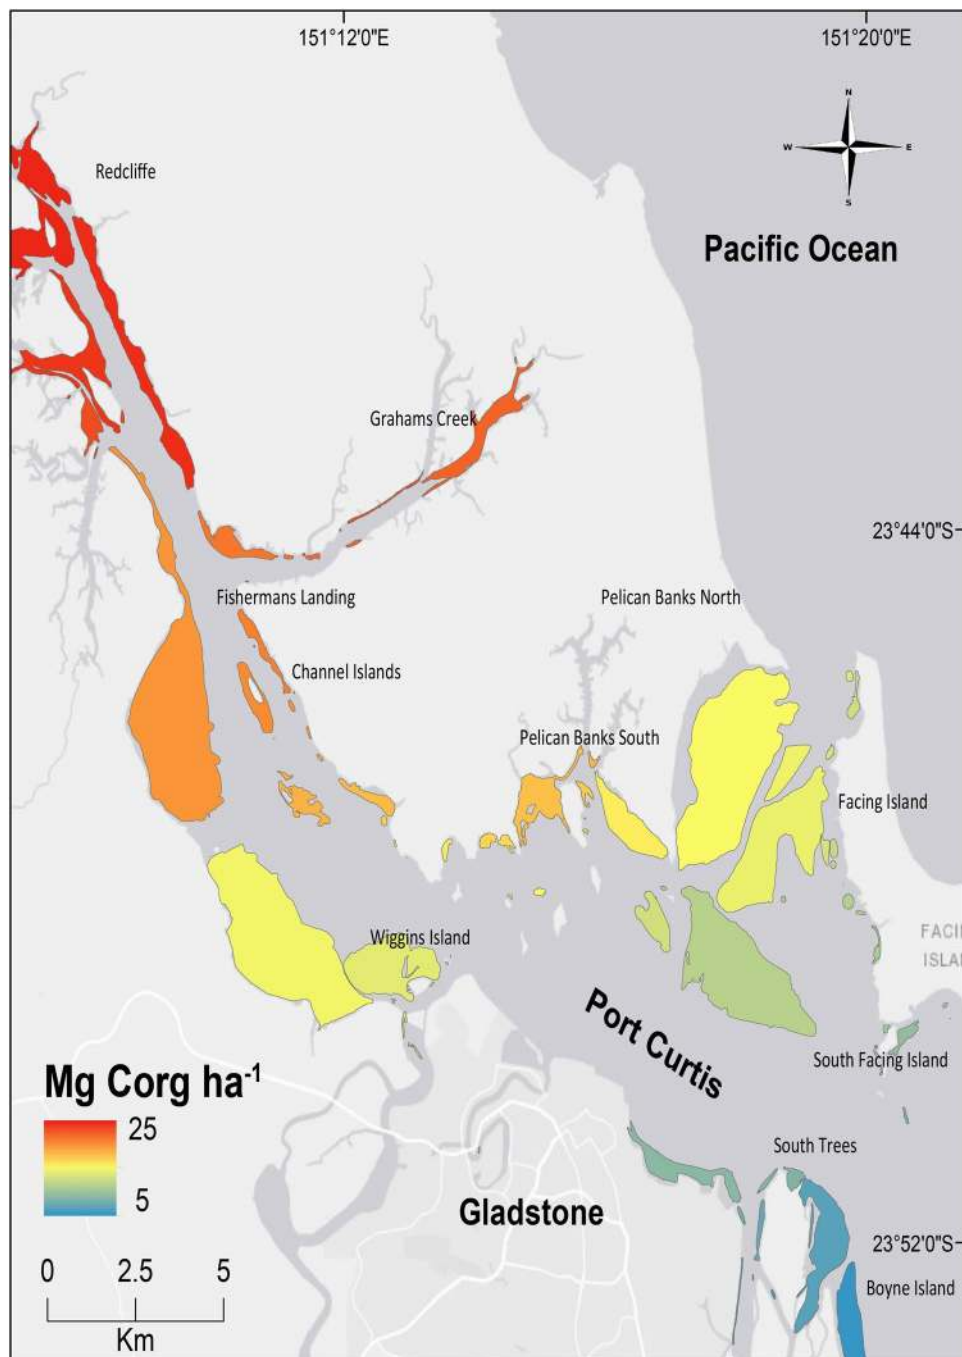 151°12'0"E
151°20'0"E
N
W
E
S
Redcliffe
Pacific Ocean
Grahams Creek
23°44'0"S
Fishermans Landing
Pelican Banks North
Channel Islands
Pelican Banks South
Facing Island
Wiggins Island
FACIN
ISLAN
Port Curtis
South Facing Island
Mg Corg ha-1
25
5
South Trees
Gladstone
23°52'0"S
0
2.5
5
Boyne Island
Km